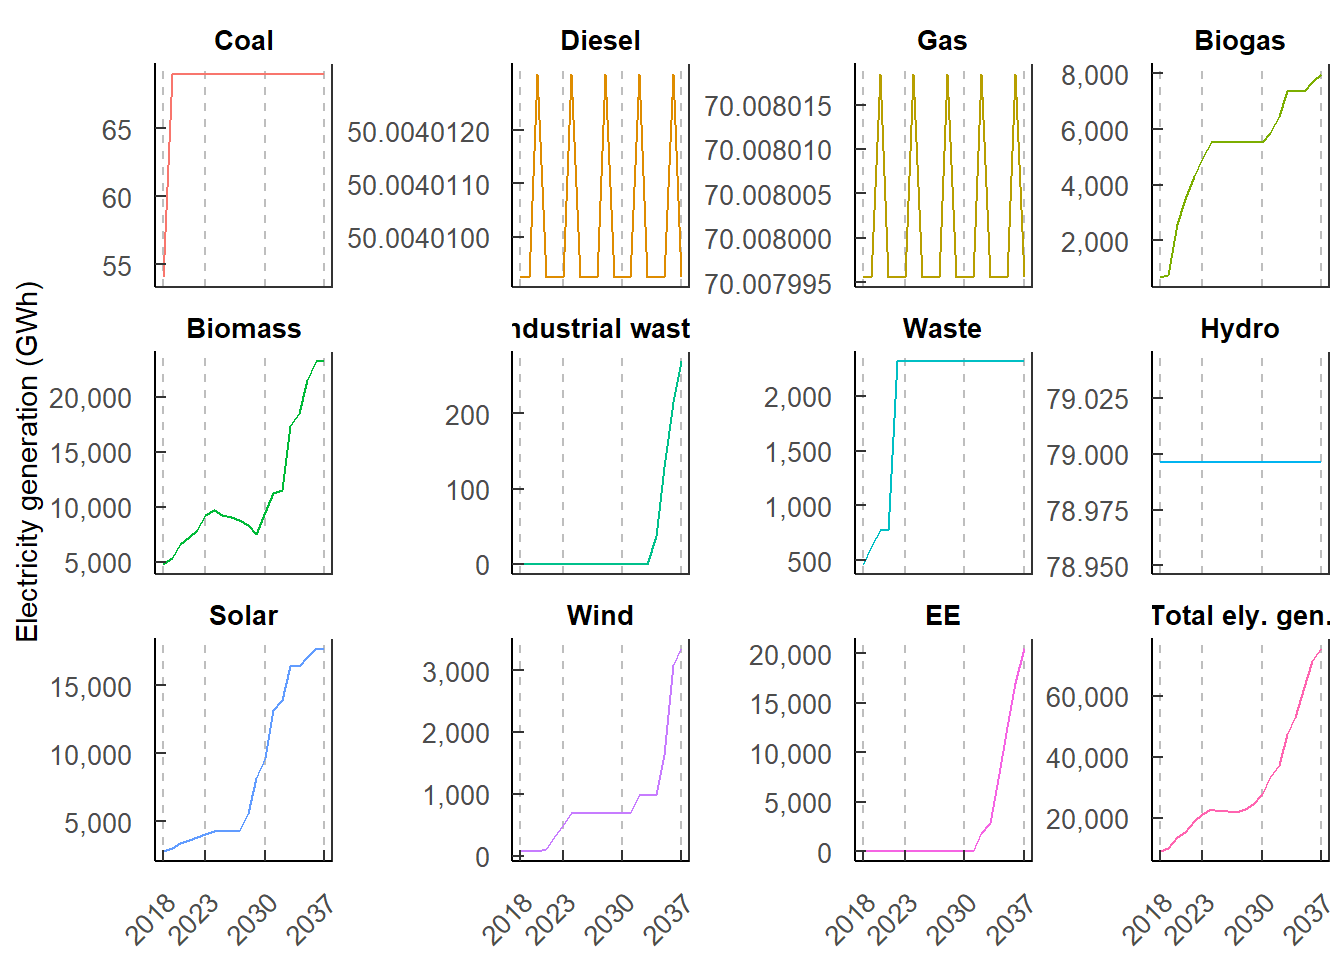 Coal
Diesel
Gas
Biogas
65
60
55
50.0040120
50.0040110
50.0040100
70.008015
70.008010
70.008005
70.008000
70.007995
8,000
6,000
4,000
2,000
Electricity generation (GWh)
Biomass
ndustrial wast
Waste
Hydro
20,000
15,000
10,000
5,000
200
100
0
2,000
1,500
1,000
500
79.025
79.000
78.975
78.950
Solar
Wind
EE
Total ely. gen.
15,000
10,000
5,000
3,000
2,000
1,000
0
20,000
15,000
10,000
5,000
0
60,000
40,000
20,000
2018 2023 2030 2037
2018 2023 2030 2037
2018 2023 2030 2037
2018 2023 2030 2037